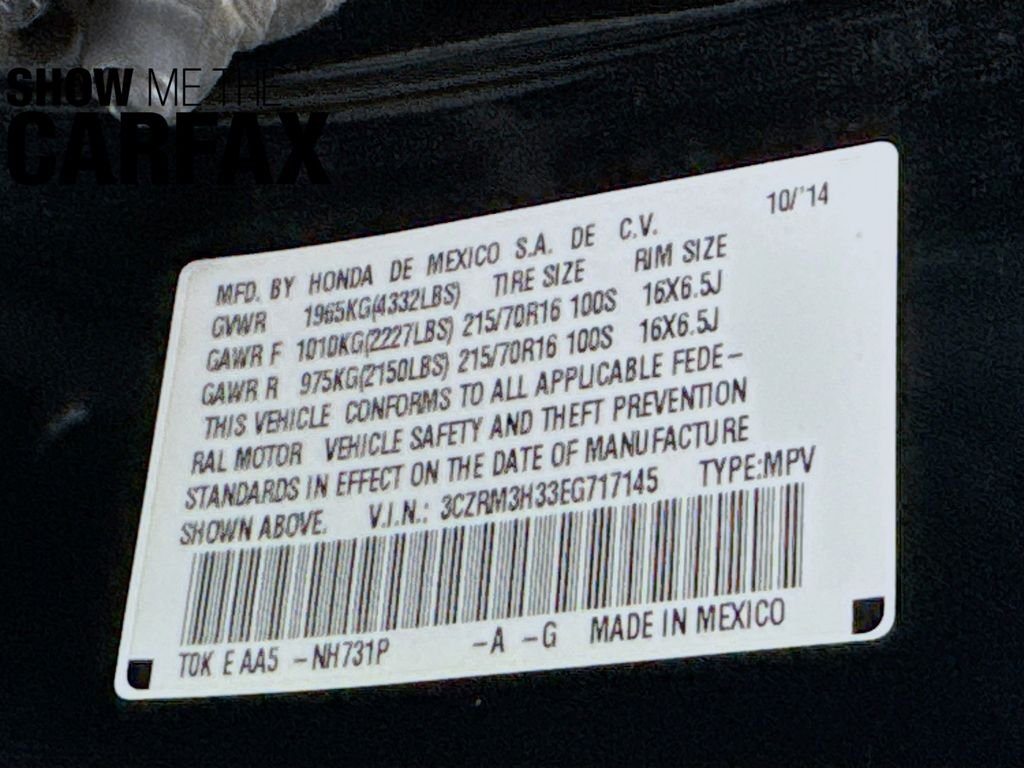 SHOW ME THE
CARFAX
10/'14
MFD. BY HONDA DE MEXICO S.A. DE C.V.
GVWR 1965KG(4332LBS) TIRE SIZE RIM SIZE
GAWR F 1010KG(2227LBS) 215/70R16 100S 16X6.5J
GAWR R 975KG(2150LBS) 215/70R16 100S 16X6.5J
THIS VEHICLE CONFORMS TO ALL APPLICABLE FEDE-
RAL MOTOR VEHICLE SAFETY AND THEFT PREVENTION
STANDARDS IN EFFECT ON THE DATE OF MANUFACTURE
SHOWN ABOVE. V.I.N.: 3CZRM3H33EG717145 TYPE:MPV
T0K E AA5 -NH731P -A -G MADE IN MEXICO